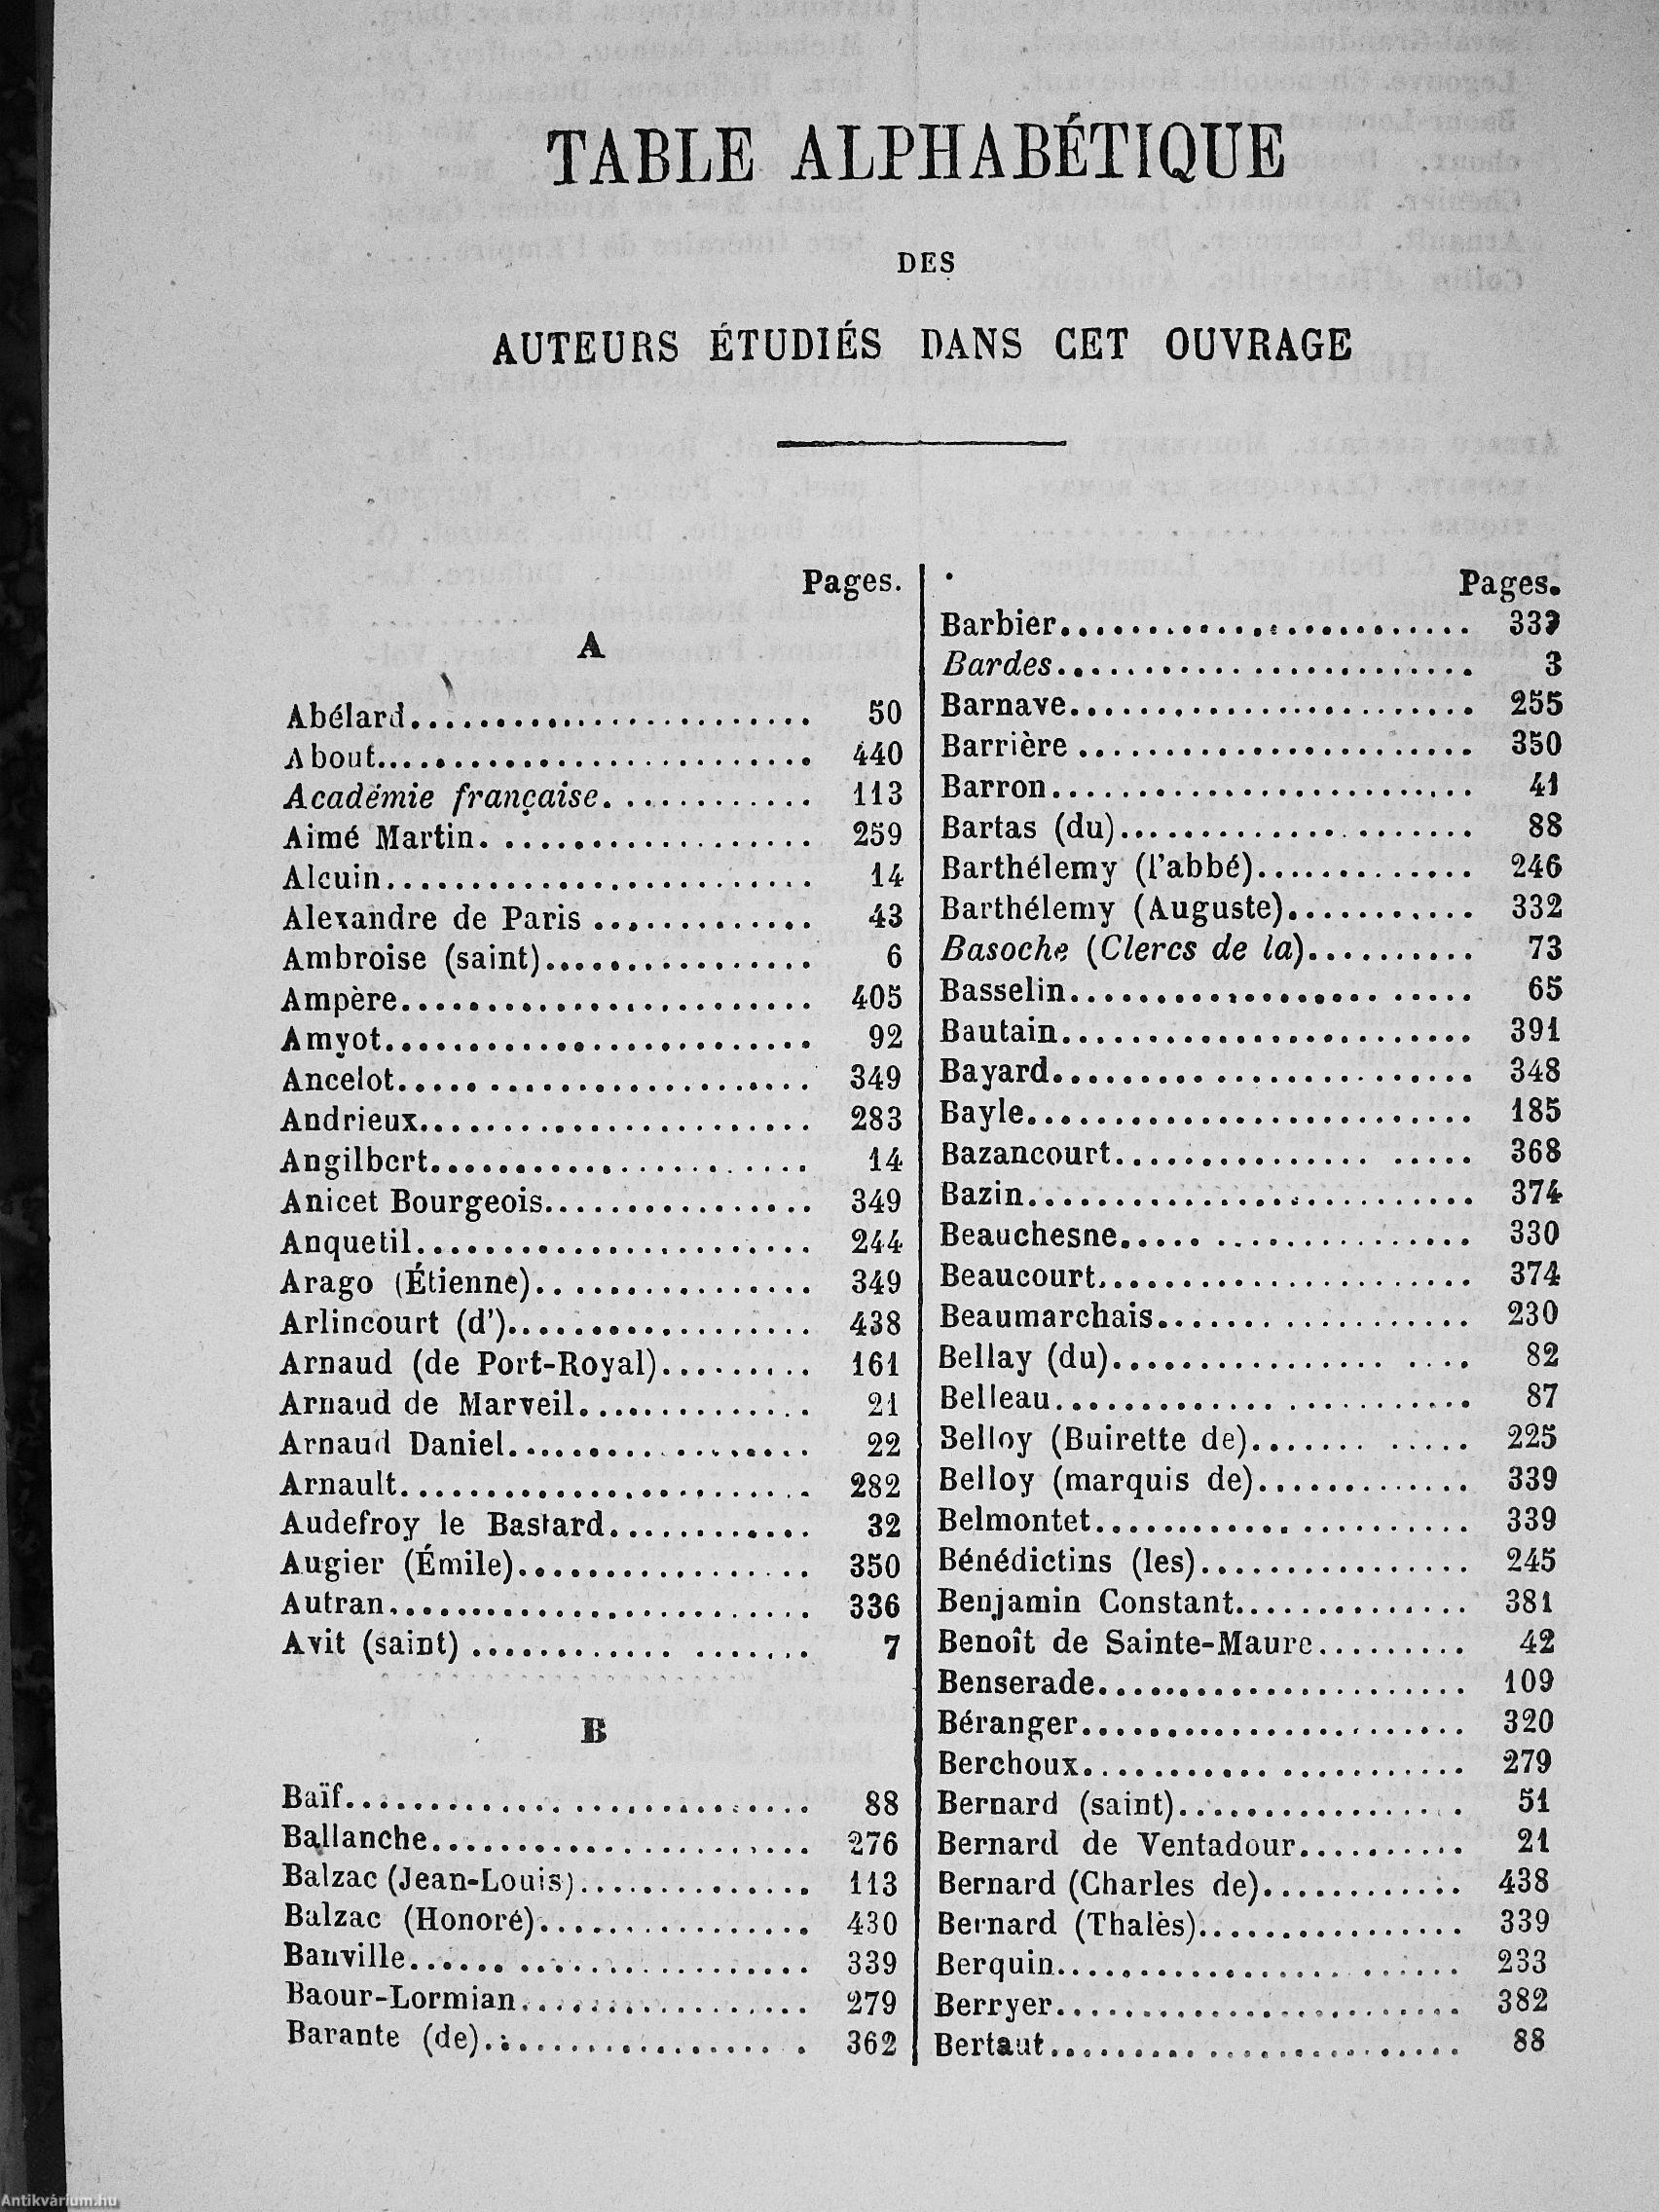 TABLE ALPHABÉTIQUE
DES
AUTEURS ÉTUDIÉS DANS CET OUVRAGE
Pages.
A
Abélard........................ 50
About.......................... 440
Académie française............. 113
Aimé Martin.................... 259
Alcuin......................... 14
Alexandre de Paris............. 43
Ambroise (saint)............... 6
Ampère......................... 405
Amyot.......................... 92
Ancelot........................ 349
Andrieux....................... 283
Angilbert...................... 14
Anicet Bourgeois............... 349
Anquetil....................... 244
Arago (Étienne)................ 349
Arlincourt (d')................ 438
Arnaud (de Port-Royal)......... 161
Arnaud de Marveil.............. 21
Arnaud Daniel.................. 22
Arnault........................ 282
Audefroy le Bastard............ 32
Augier (Émile)................. 350
Autran......................... 336
Avit (saint)................... 7
B
Baïf........................... 88
Ballanche...................... 276
Balzac (Jean-Louis)............ 113
Balzac (Honoré)................ 430
Banville....................... 339
Baour-Lormian.................. 279
Barante (de)................... 362
Pages.
Barbier........................
Bardes......................... 3
Barnave........................ 255
Barrière....................... 350
Barron......................... 41
Bartas (du).................... 88
Barthélemy (l'abbé)............ 246
Barthélemy (Auguste)........... 332
Basoche (Clercs de la)......... 73
Basselin....................... 65
Bautain........................ 391
Bayard......................... 348
Bayle.......................... 185
Bazancourt..................... 368
Bazin.......................... 374
Beauchesne..................... 330
Beaucourt...................... 374
Beaumarchais................... 230
Bellay (du).................... 82
Belleau........................ 87
Belloy (Buirette de)........... 225
Belloy (marquis de)............ 339
Belmontet...................... 339
Bénédictins (les).............. 245
Benjamin Constant.............. 381
Benoît de Sainte-Maure......... 42
Benserade...................... 109
Béranger....................... 320
Berchoux....................... 279
Bernard (saint)................ 51
Bernard de Ventadour........... 21
Bernard (Charles de)........... 438
Bernard (Thalès)............... 339
Berquin........................ 233
Berryer........................ 382
Bertaut........................ 88
Antikvárium.hu